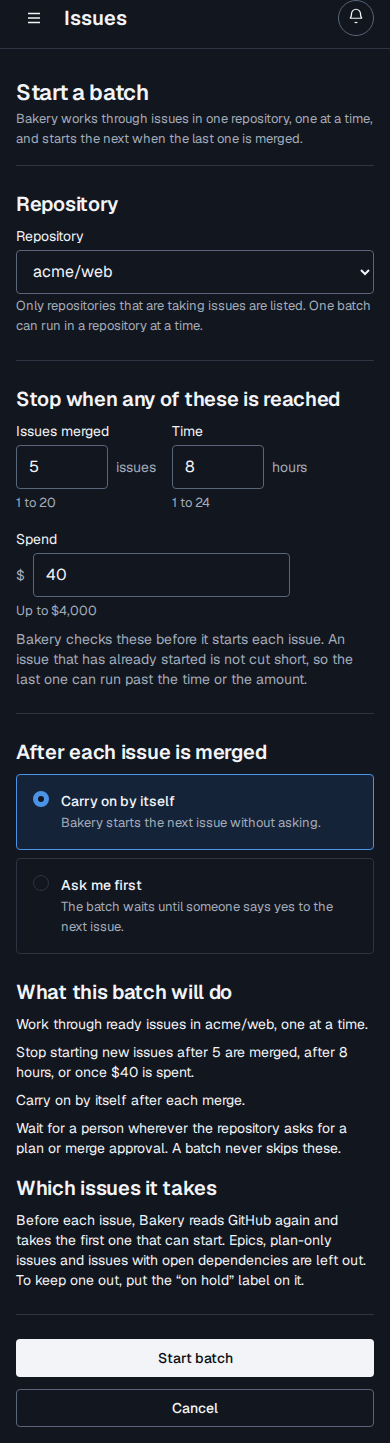 Issues
Start a batch
Bakery works through issues in one repository, one at a time,
and starts the next when the last one is merged.
Repository
Repository
acme/web
Only repositories that are taking issues are listed. One batch
can run in a repository at a time.
Stop when any of these is reached
Issues merged
Time
5 issues
8 hours
1 to 20
1 to 24
Spend
$ 40
Up to $4,000
Bakery checks these before it starts each issue. An
issue that has already started is not cut short, so the
last one can run past the time or the amount.
After each issue is merged
Carry on by itself
Bakery starts the next issue without asking.
Ask me first
The batch waits until someone says yes to the
next issue.
What this batch will do
Work through ready issues in acme/web, one at a time.
Stop starting new issues after 5 are merged, after 8
hours, or once $40 is spent.
Carry on by itself after each merge.
Wait for a person wherever the repository asks for a
plan or merge approval. A batch never skips these.
Which issues it takes
Before each issue, Bakery reads GitHub again and
takes the first one that can start. Epics, plan-only
issues and issues with open dependencies are left out.
To keep one out, put the “on hold” label on it.
Start batch
Cancel